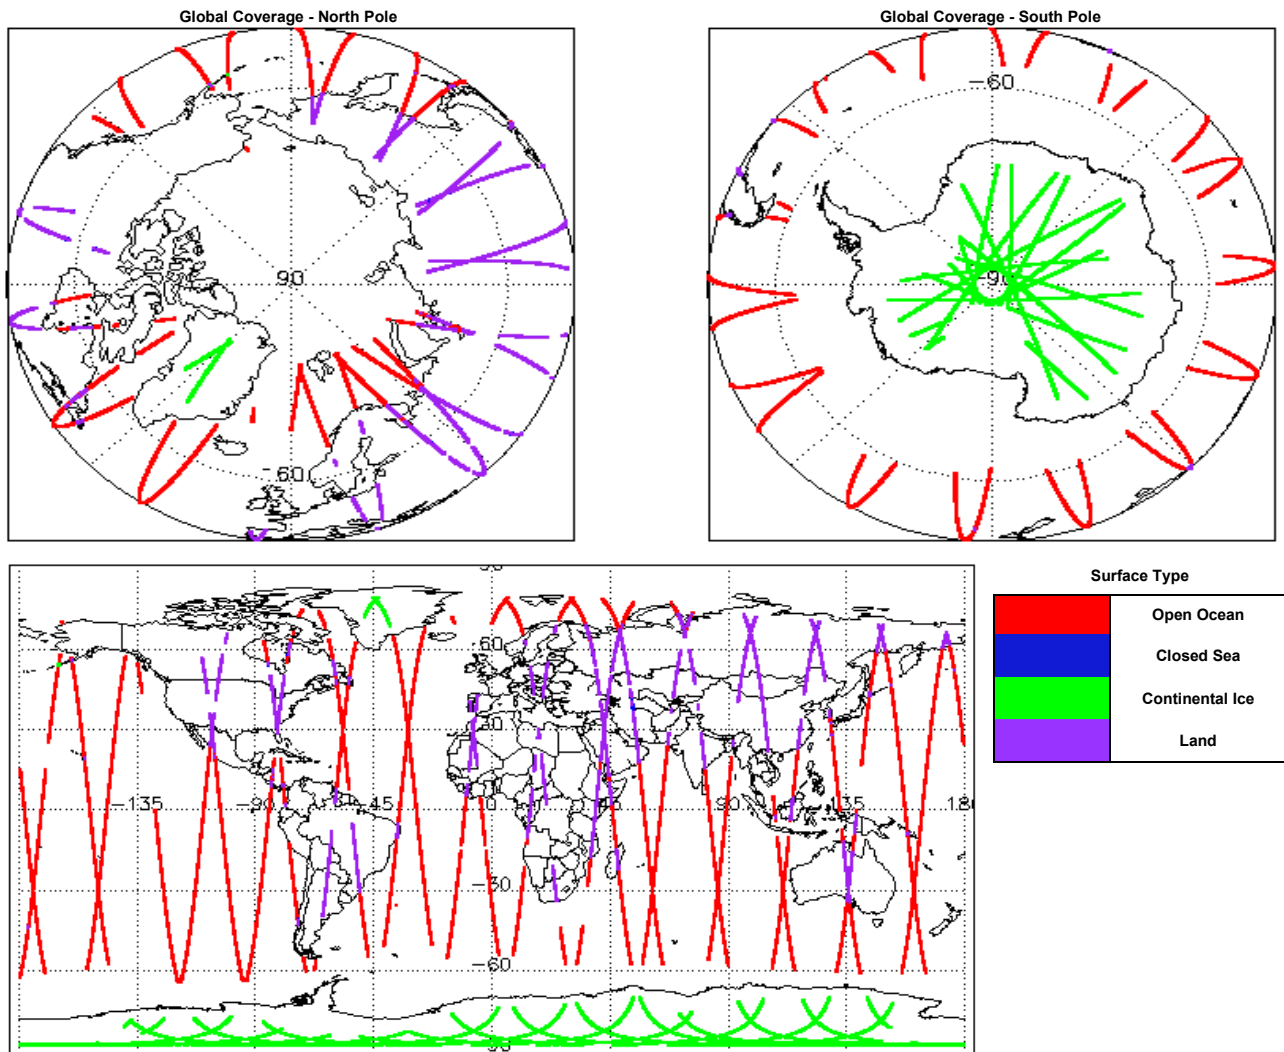 Global Coverage - North Pole
Global Coverage - South Pole
90
60
-60
-90
60
30
-135
-90
-45
90
135
-30
-60
Surface Type
Open Ocean
Closed Sea
Continental Ice
Land